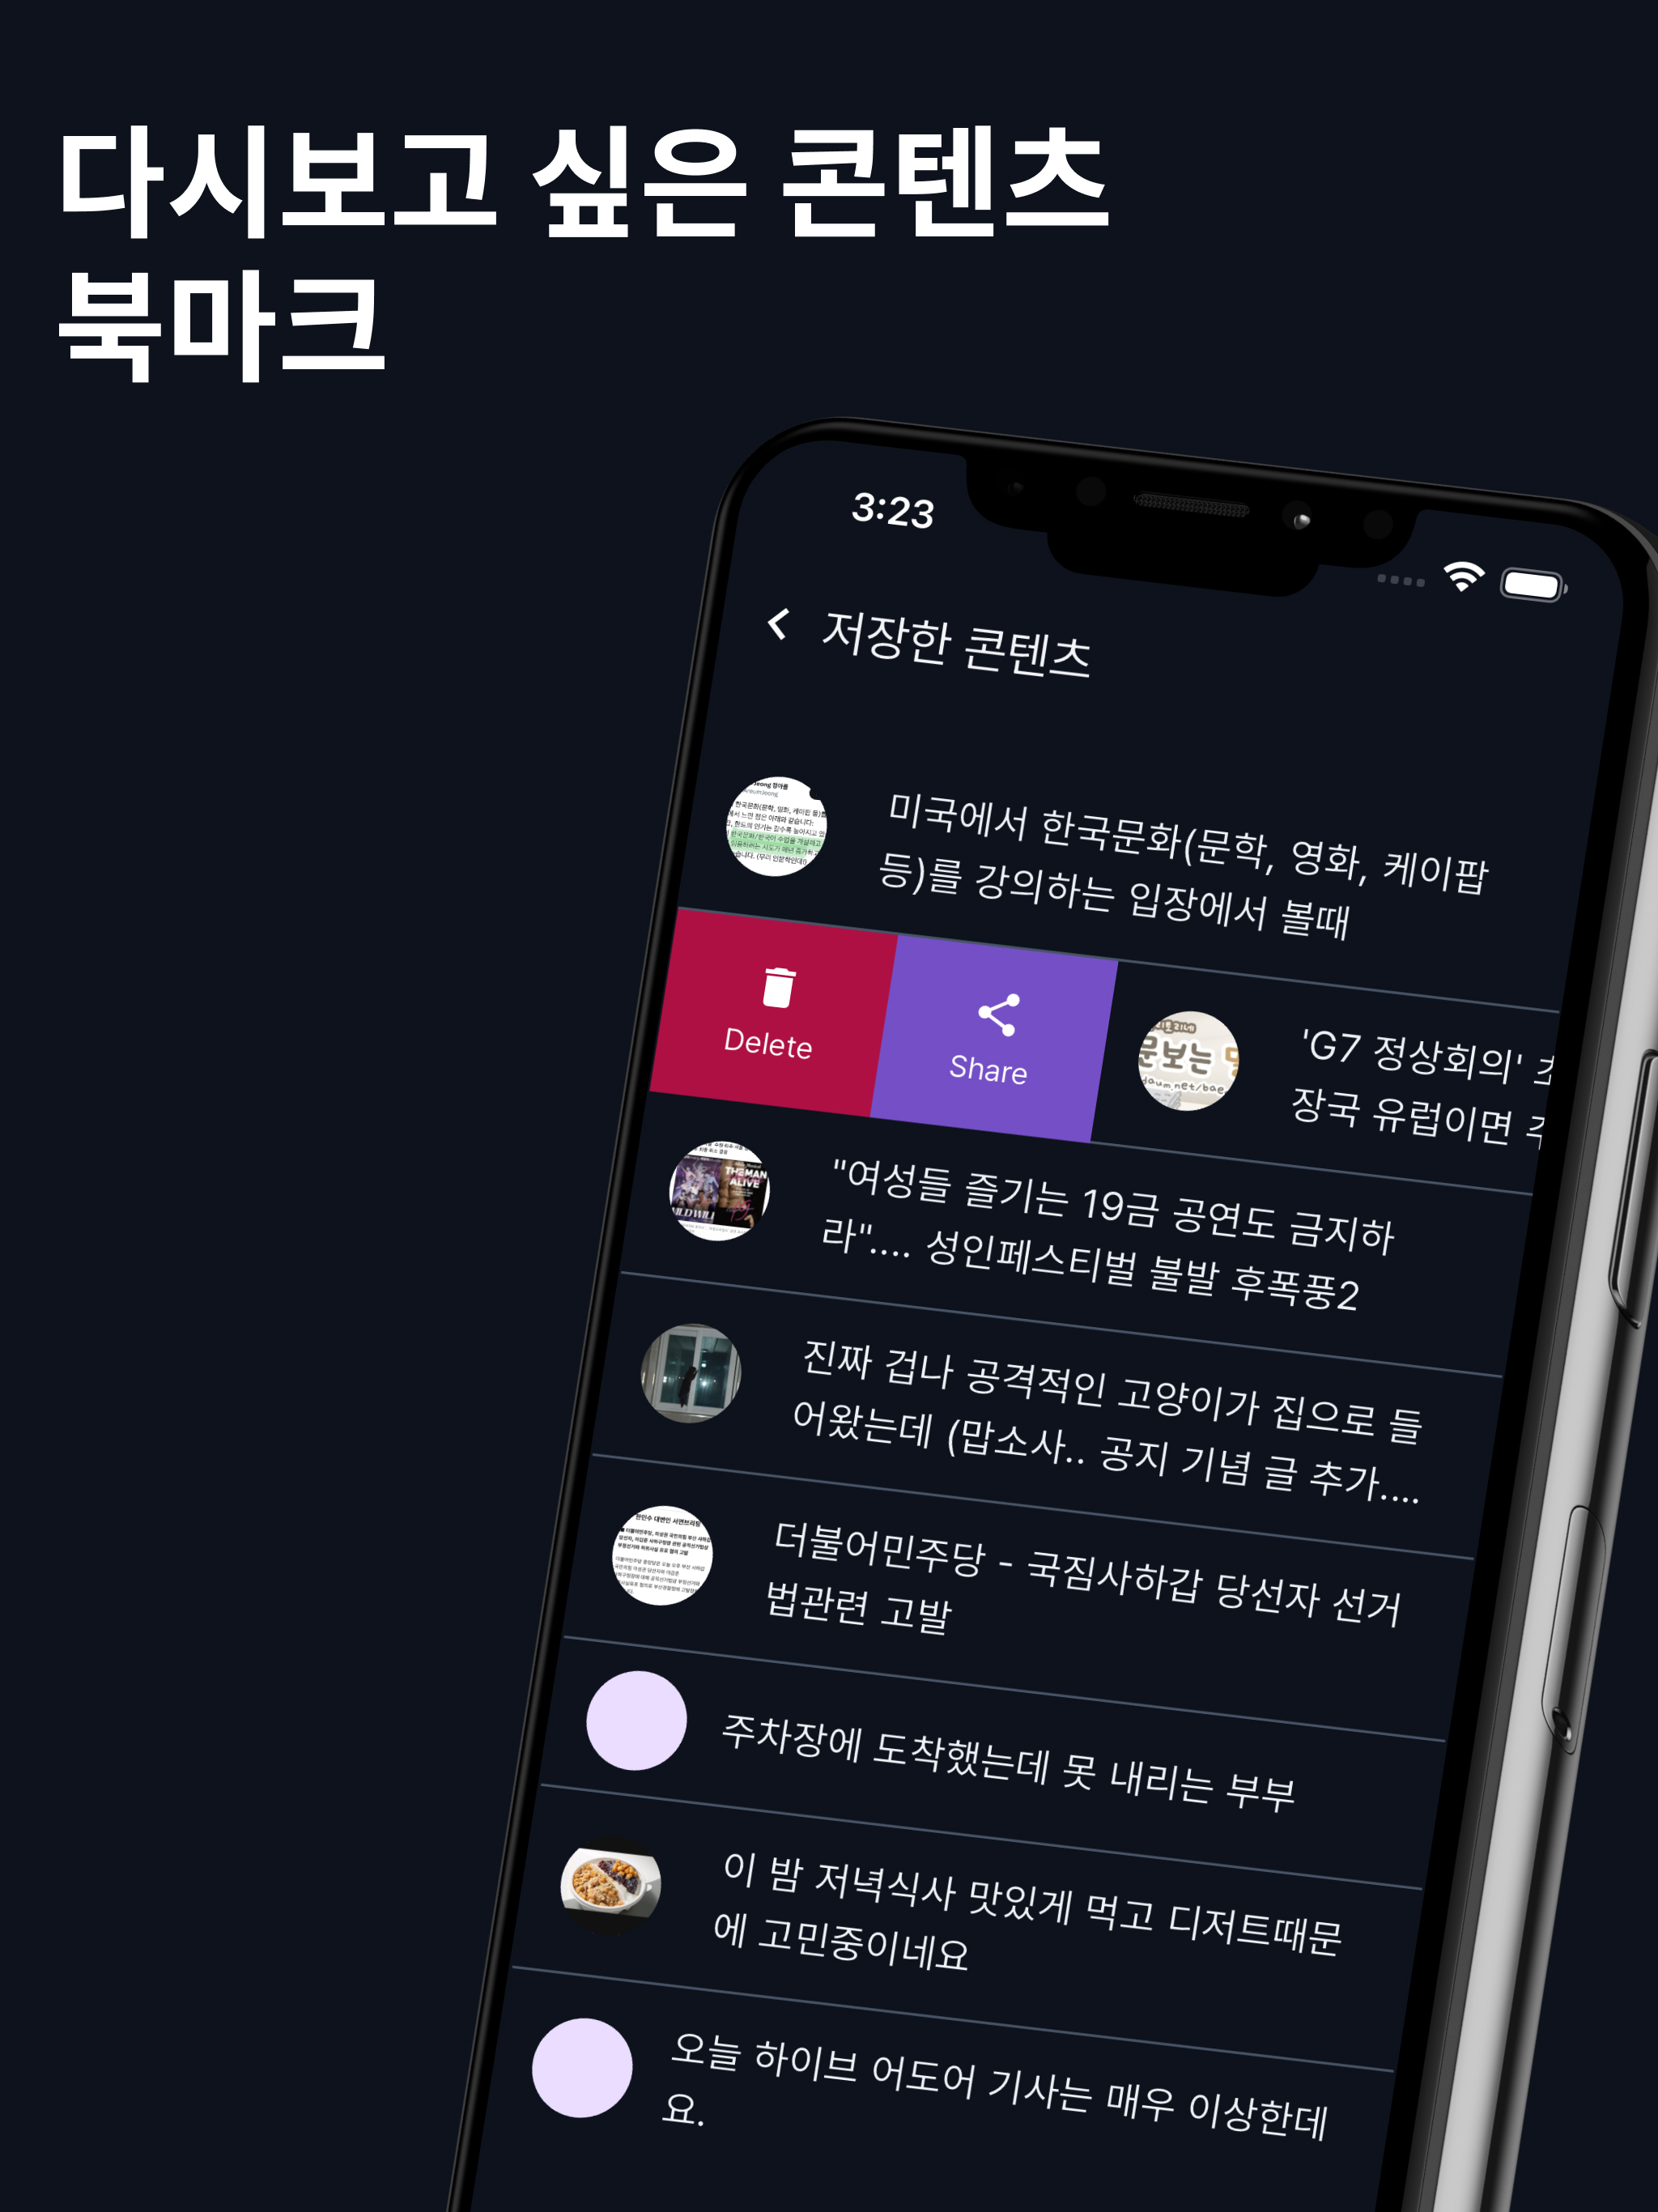 다시보고 싶은 콘텐츠
북마크
3:23
저장한 콘텐츠
미국에서 한국문화(문학, 영화, 케이팝
등)를 강의하는 입장에서 볼때
Delete
Share
문보는
'G7 정상회의'
장국 유럽이면
THE MAN
ALIVE
"여성들 즐기는 19금 공연도 금지하
라".... 성인페스티벌 불발 후폭풍2
진짜 겁나 공격적인 고양이가 집으로 들
어왔는데 (맙소사.. 공지 기념 글 추가....
더불어민주당 - 국짐사하갑 당선자 선거
법관련 고발
주차장에 도착했는데 못 내리는 부부
이 밤 저녁식사 맛있게 먹고 디저트때문
에 고민중이네요
오늘 하이브 어도어 기사는 매우 이상한데
요.